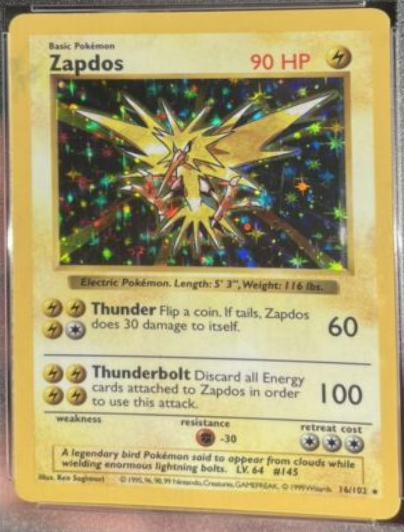 Basic Pokémon
Zapdos 90 HP
Electric Pokémon. Length: 5' 3", Weight: 116 lbs.
Thunder Flip a coin. If tails, Zapdos
does 30 damage to itself. 60
Thunderbolt Discard all Energy
cards attached to Zapdos in order
to use this attack. 100
weakness resistance retreat cost
-30
A legendary bird Pokémon said to appear from clouds while
wielding enormous lightning bolts. LV. 64 #145
Illus. Ken Sugimori © 1995, 96, 98, 99 Nintendo, Creatures, GAMEFREAK. © 1999 Wizards. 16/102